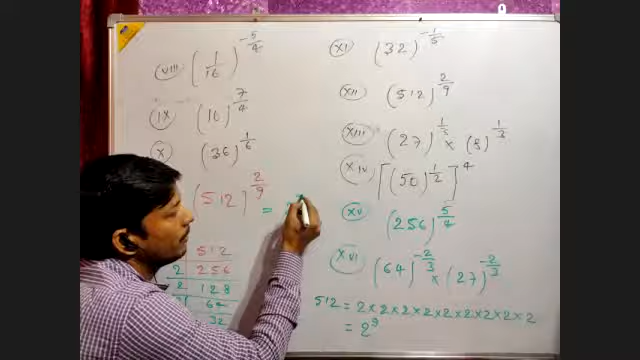 (viii) (1/16)^(-5/4)
(ix) (10)^(7/4)
(x) (36)^(1/6)
(512)^(2/9) =
512
2 256
2 128
64
32
(xi) (32)^(-1/5)
(xii) (512)^(2/9)
(xiii) (27)^(1/3) × (8)^(1/3)
(xiv) [(50)^(1/2)]^4
(xv) (256)^(5/4)
(xvi) (64)^(-2/3) × (27)^(-2/3)
512 = 2 × 2 × 2 × 2 × 2 × 2 × 2 × 2 × 2
= 2^9